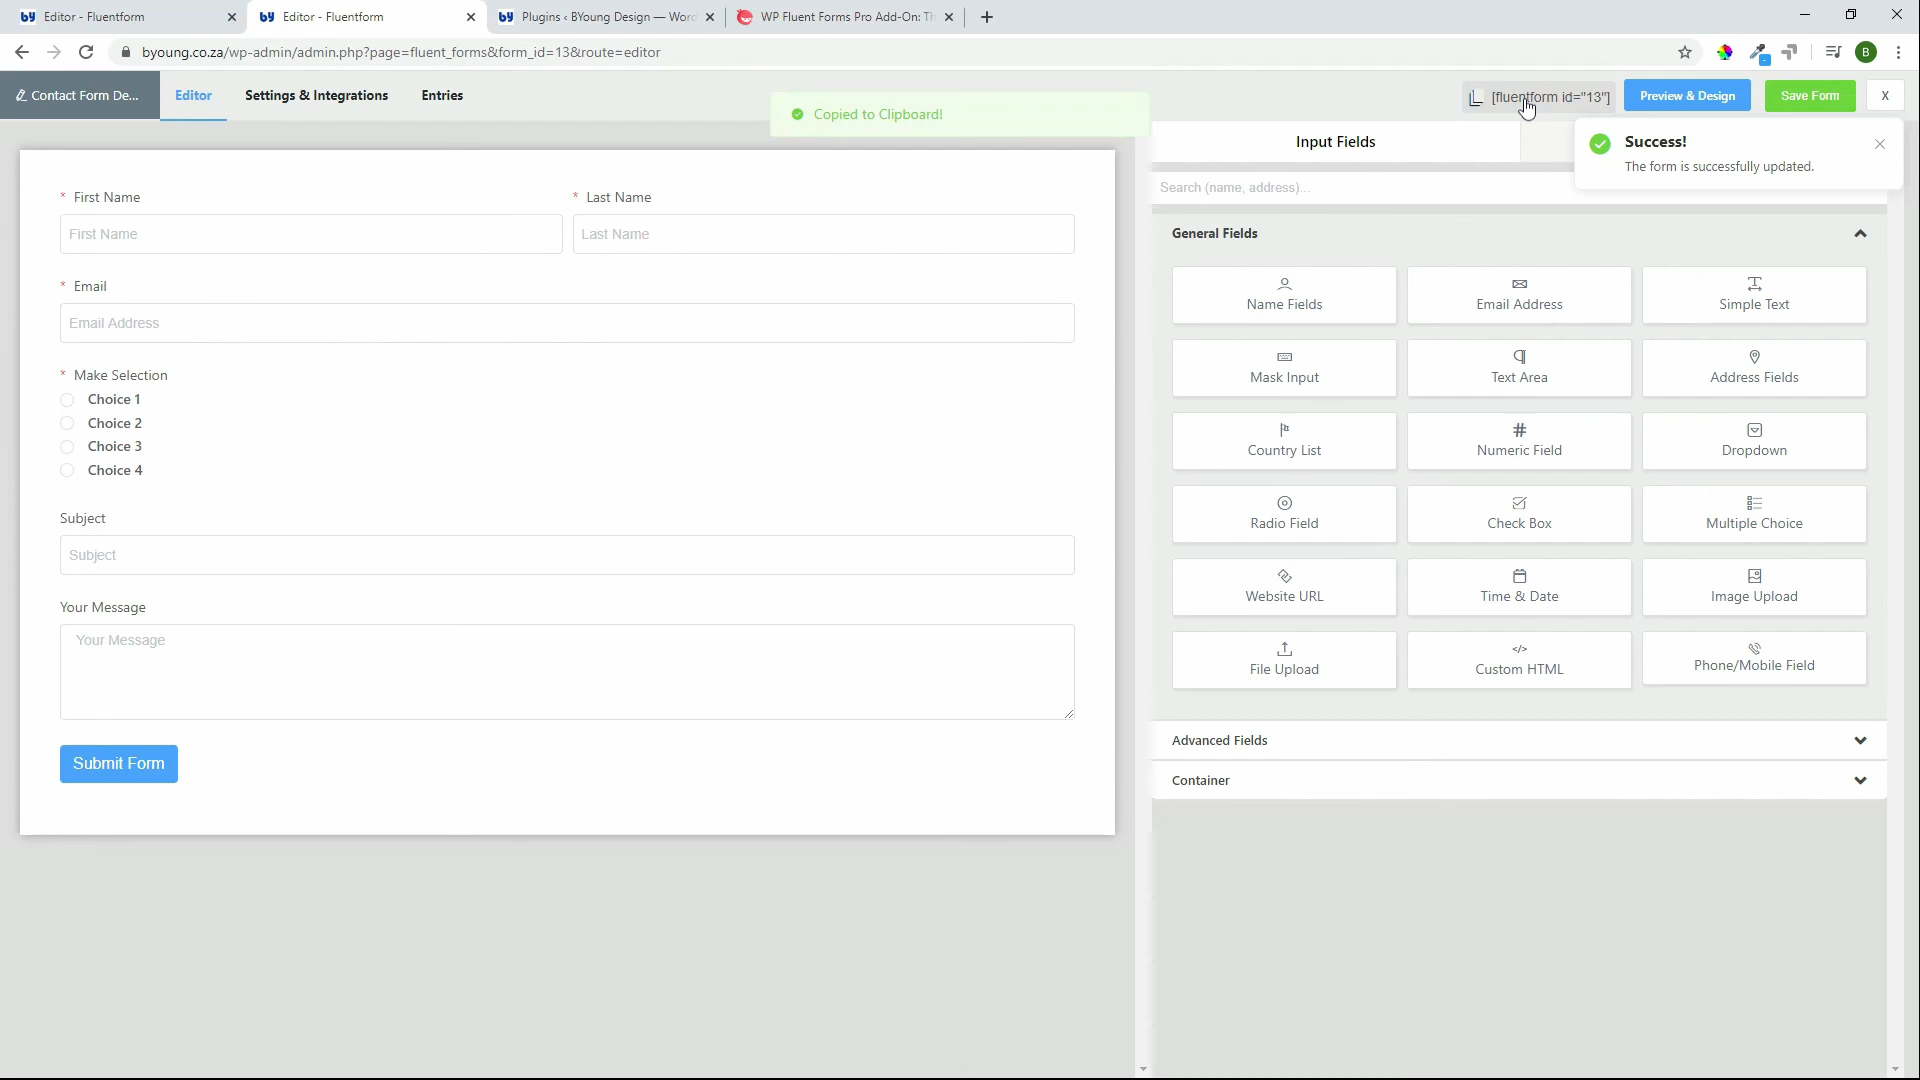 Editor - Fluentform
Editor - Fluentform
Plugins ‹ BYoung Design — Wor
WP Fluent Forms Pro Add-On: Th
byoung.co.za/wp-admin/admin.php?page=fluent_forms&form_id=13&route=editor
B
Contact Form De...
Editor
Settings & Integrations
Entries
Copied to Clipboard!
[fluentform id="13"]
Preview & Design
Save Form
X
Success!
The form is successfully updated.
Input Fields
Search (name, address)...
* First Name
* Last Name
First Name
Last Name
* Email
Email Address
* Make Selection
Choice 1
Choice 2
Choice 3
Choice 4
Subject
Subject
Your Message
Your Message
Submit Form
General Fields
Name Fields
Email Address
Simple Text
Mask Input
Text Area
Address Fields
Country List
Numeric Field
Dropdown
Radio Field
Check Box
Multiple Choice
Website URL
Time & Date
Image Upload
File Upload
Custom HTML
Phone/Mobile Field
Advanced Fields
Container